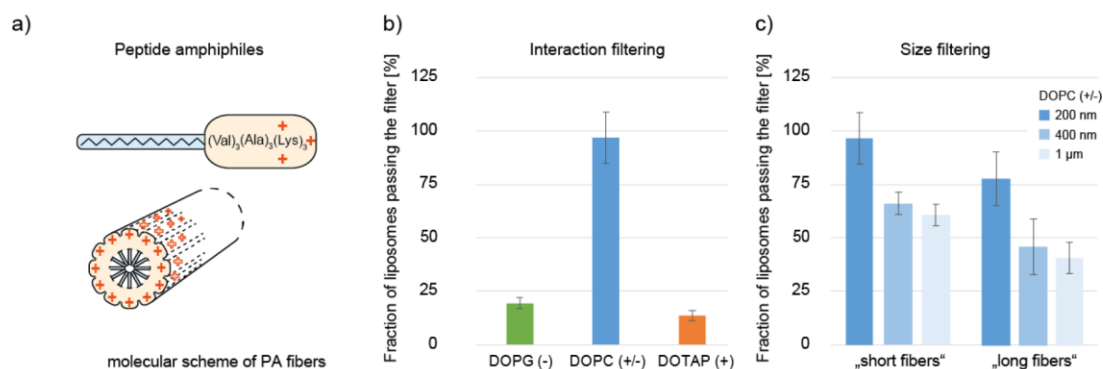 a)
Peptide amphiphiles
(Val)3(Ala)3(Lys)3
+
+
+
molecular scheme of PA fibers
b)
Interaction filtering
Fraction of liposomes passing the filter [%]
125
100
75
50
25
0
DOPG (-)
DOPC (+/-)
DOTAP (+)
c)
Size filtering
Fraction of liposomes passing the filter [%]
125
100
75
50
25
0
DOPC (+/-)
200 nm
400 nm
1 µm
„short fibers“
„long fibers“